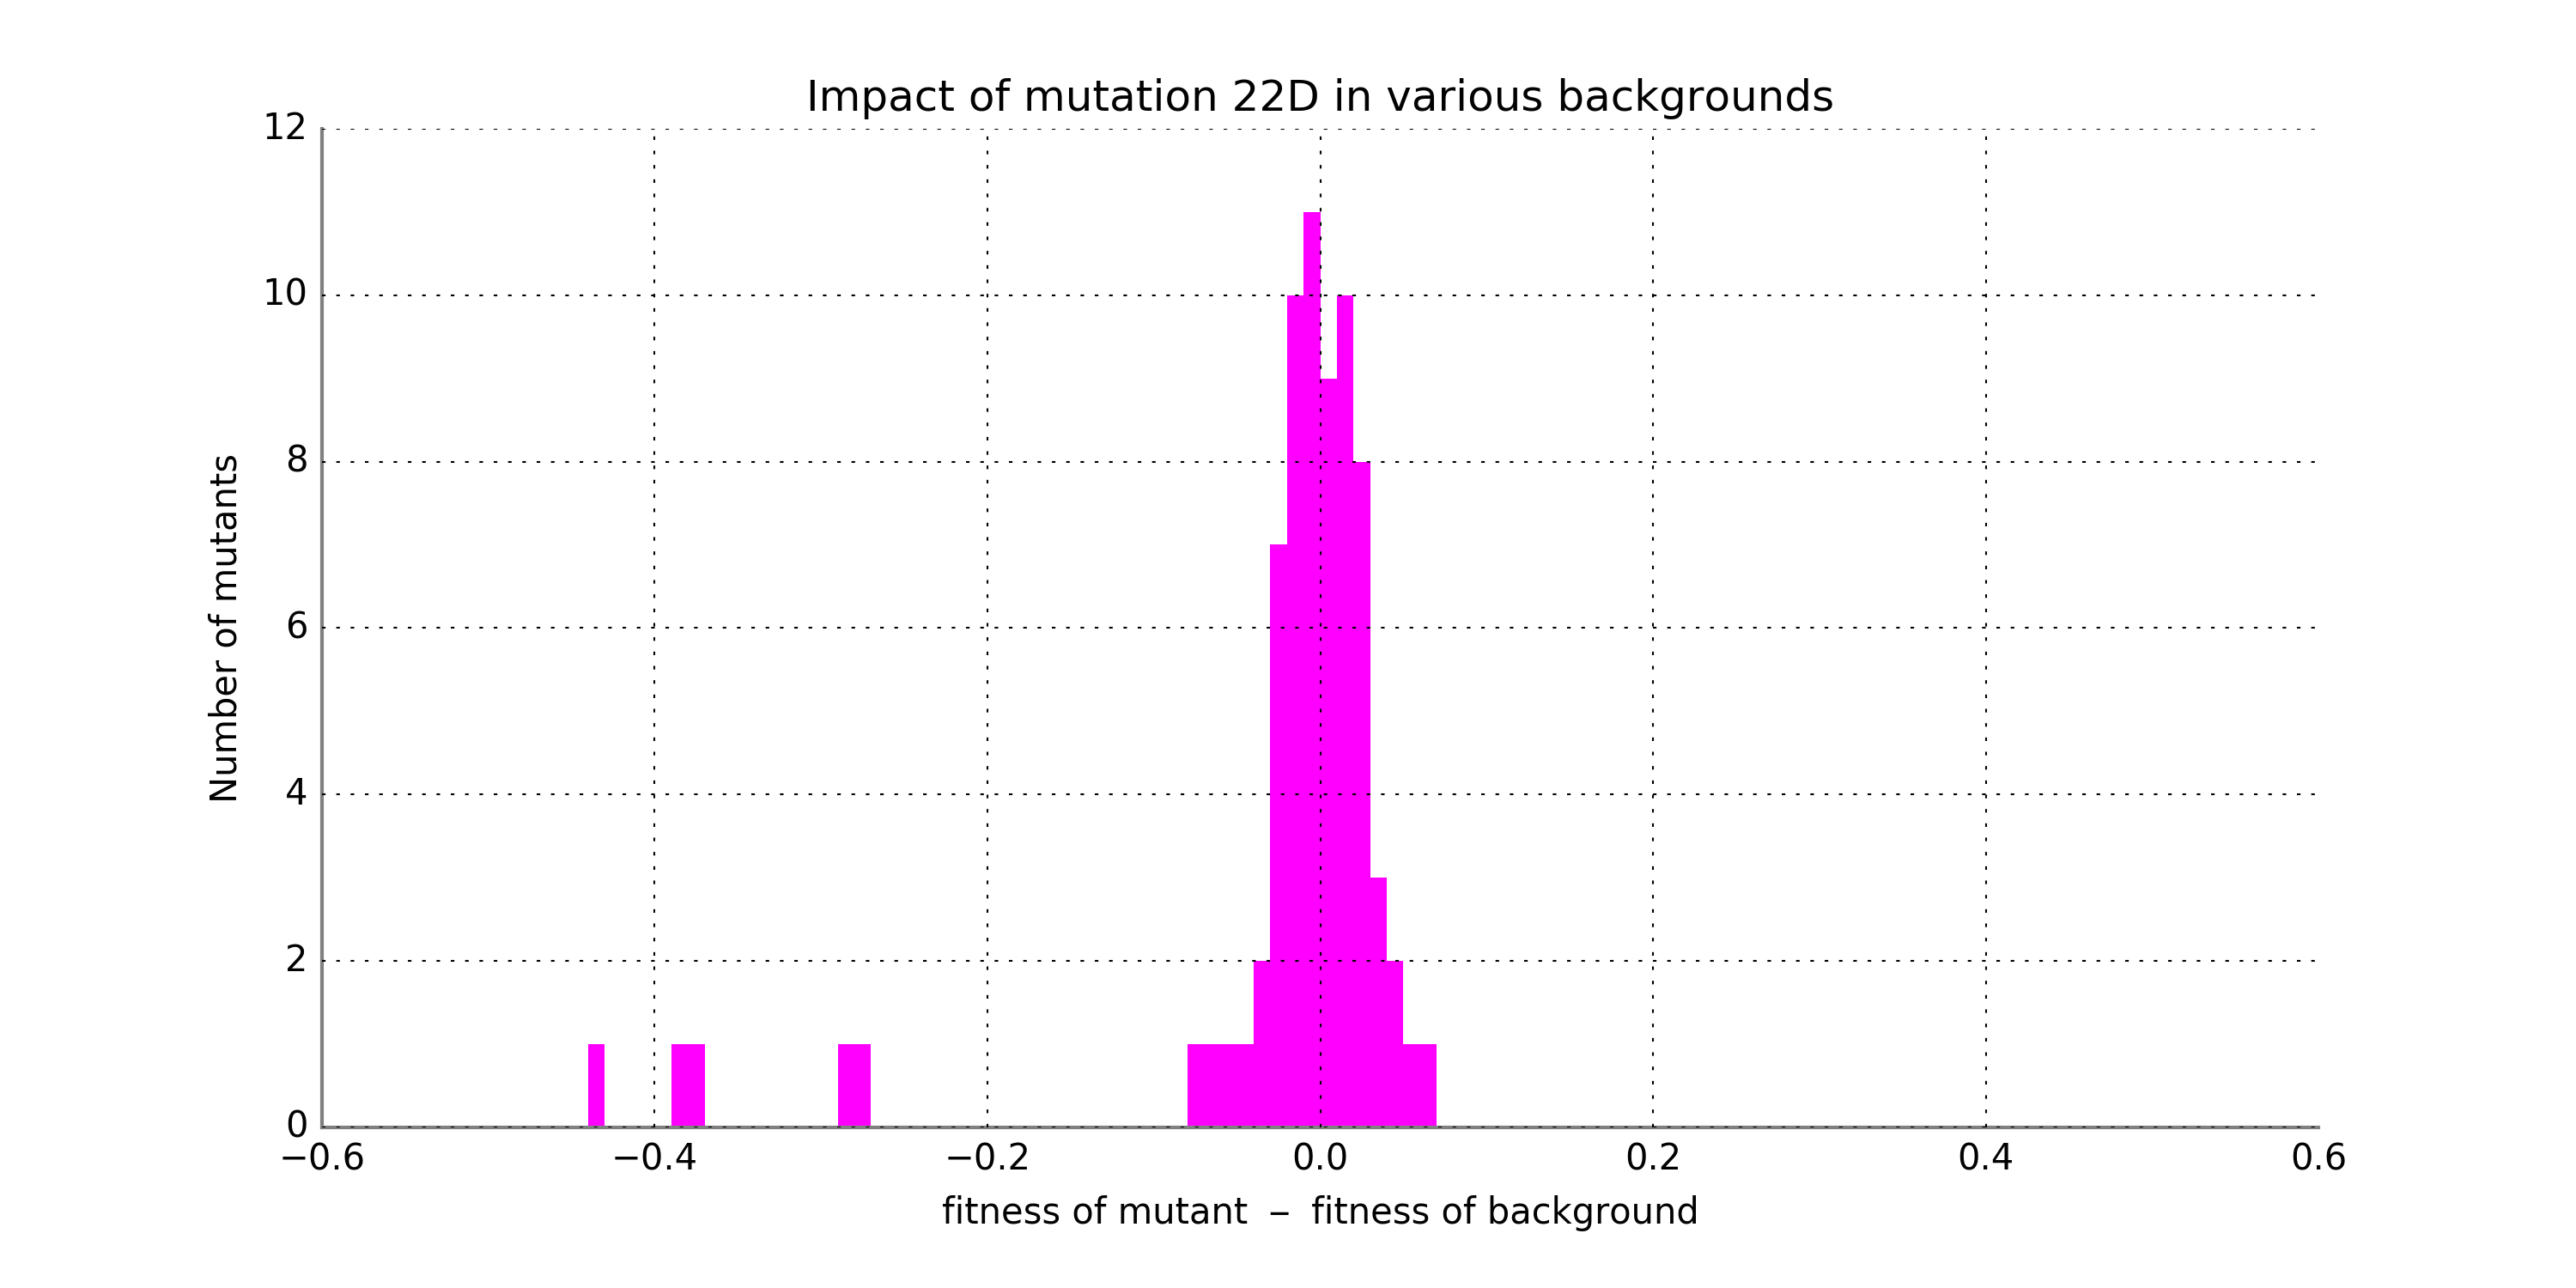 Impact of mutation 22D in various backgrounds
12
10
8
6
4
2
0
Number of mutants
−0.6 −0.4 −0.2 0.0 0.2 0.4 0.6
fitness of mutant − fitness of background